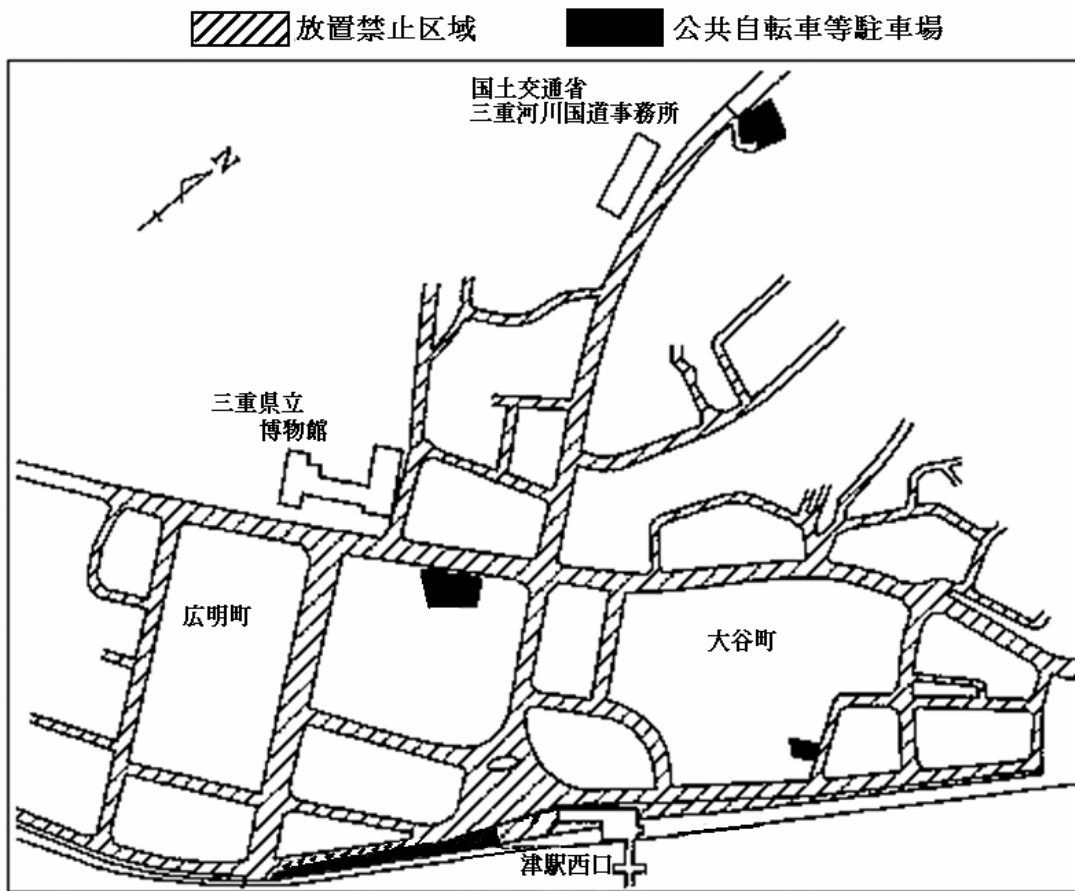 放置禁止区域
公共自転車等駐車場
国土交通省
三重河川国道事務所
N
三重県立
博物館
広明町
大谷町
津駅西口